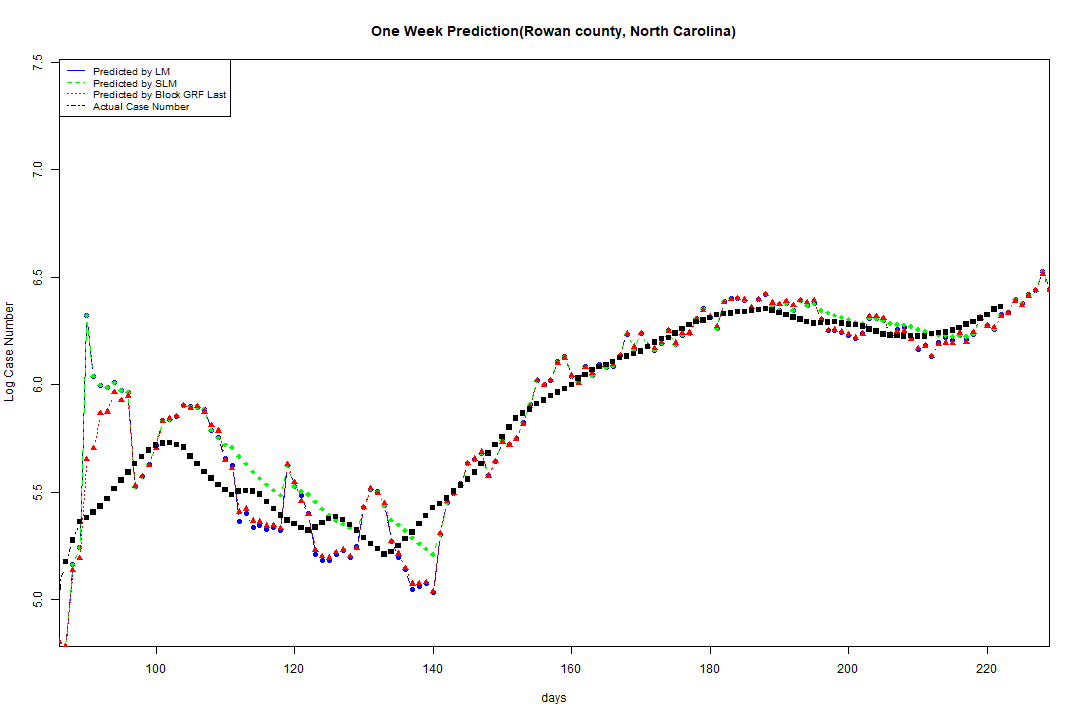 One Week Prediction(Rowan county, North Carolina)
Predicted by LM
Predicted by SLM
Predicted by Block GRF Last
Actual Case Number
Log Case Number
7.5
7.0
6.5
6.0
5.5
5.0
100 120 140 160 180 200 220
days